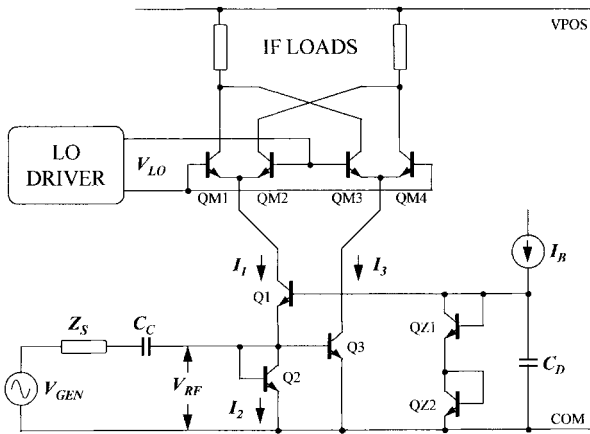 VPOS
IF LOADS
LO
DRIVER
V_LO
QM1
QM2
QM3
QM4
I_1
I_3
I_B
Q1
QZ1
Z_S
C_C
Q3
V_GEN
V_RF
Q2
C_D
I_2
QZ2
COM